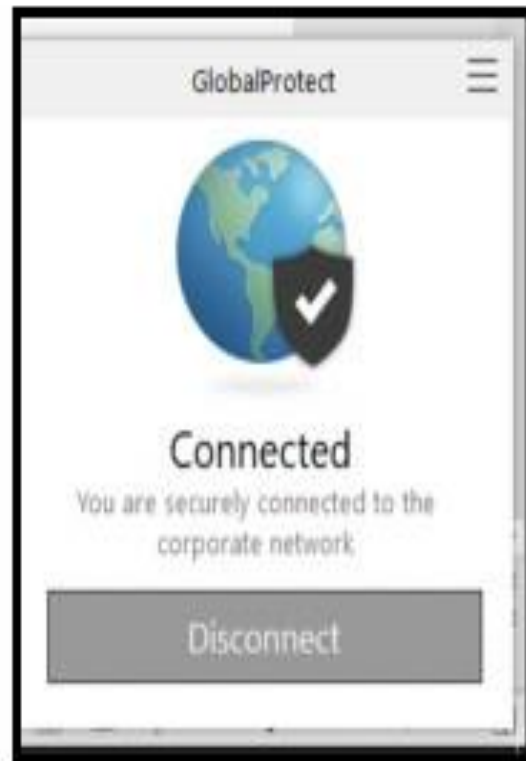 GlobalProtect
Connected
You are securely connected to the
corporate network
Disconnect